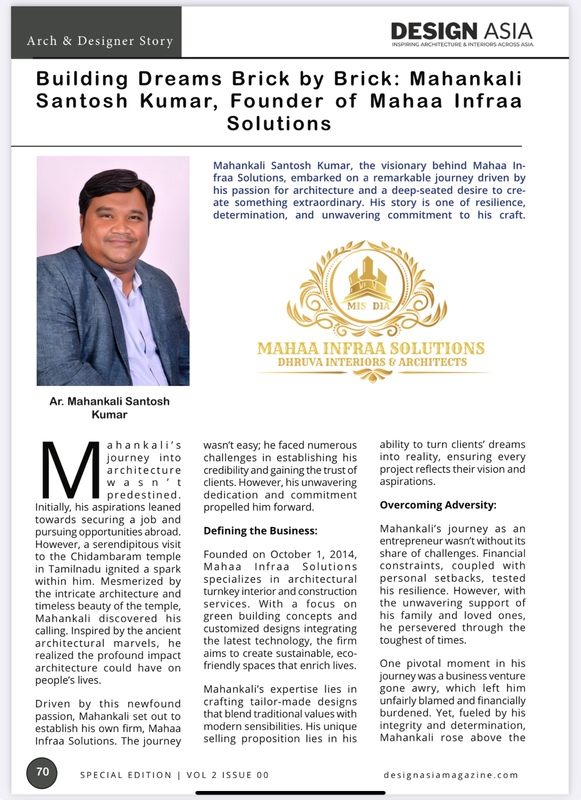 Arch & Designer Story
DESIGN ASIA
INSPIRING ARCHITECTURE & INTERIORS ACROSS ASIA.
Building Dreams Brick by Brick: Mahankali
Santosh Kumar, Founder of Mahaa Infraa
Solutions
Mahankali Santosh Kumar, the visionary behind Mahaa In-
fraa Solutions, embarked on a remarkable journey driven by
his passion for architecture and a deep-seated desire to cre-
ate something extraordinary. His story is one of resilience,
determination, and unwavering commitment to his craft.
MIS DIA
MAHAA INFRAA SOLUTIONS
DHRUVA INTERIORS & ARCHITECTS
Ar. Mahankali Santosh
Kumar
Mahankali's
journey into
architecture
wasn't
predestined.
Initially, his aspirations leaned
towards securing a job and
pursuing opportunities abroad.
However, a serendipitous visit
to the Chidambaram temple
in Tamilnadu ignited a spark
within him. Mesmerized by
the intricate architecture and
timeless beauty of the temple,
Mahankali discovered his
calling. Inspired by the ancient
architectural marvels, he
realized the profound impact
architecture could have on
people's lives.
Driven by this newfound
passion, Mahankali set out to
establish his own firm, Mahaa
Infraa Solutions. The journey
wasn't easy; he faced numerous
challenges in establishing his
credibility and gaining the trust of
clients. However, his unwavering
dedication and commitment
propelled him forward.
Defining the Business:
Founded on October 1, 2014,
Mahaa Infraa Solutions
specializes in architectural
turnkey interior and construction
services. With a focus on
green building concepts and
customized designs integrating
the latest technology, the firm
aims to create sustainable, eco-
friendly spaces that enrich lives.
Mahankali's expertise lies in
crafting tailor-made designs
that blend traditional values with
modern sensibilities. His unique
selling proposition lies in his
ability to turn clients' dreams
into reality, ensuring every
project reflects their vision and
aspirations.
Overcoming Adversity:
Mahankali's journey as an
entrepreneur wasn't without its
share of challenges. Financial
constraints, coupled with
personal setbacks, tested
his resilience. However, with
the unwavering support of
his family and loved ones,
he persevered through the
toughest of times.
One pivotal moment in his
journey was a business venture
gone awry, which left him
unfairly blamed and financially
burdened. Yet, fueled by his
integrity and determination,
Mahankali rose above the
70
SPECIAL EDITION | VOL 2 ISSUE 00
designasiamagazine.com